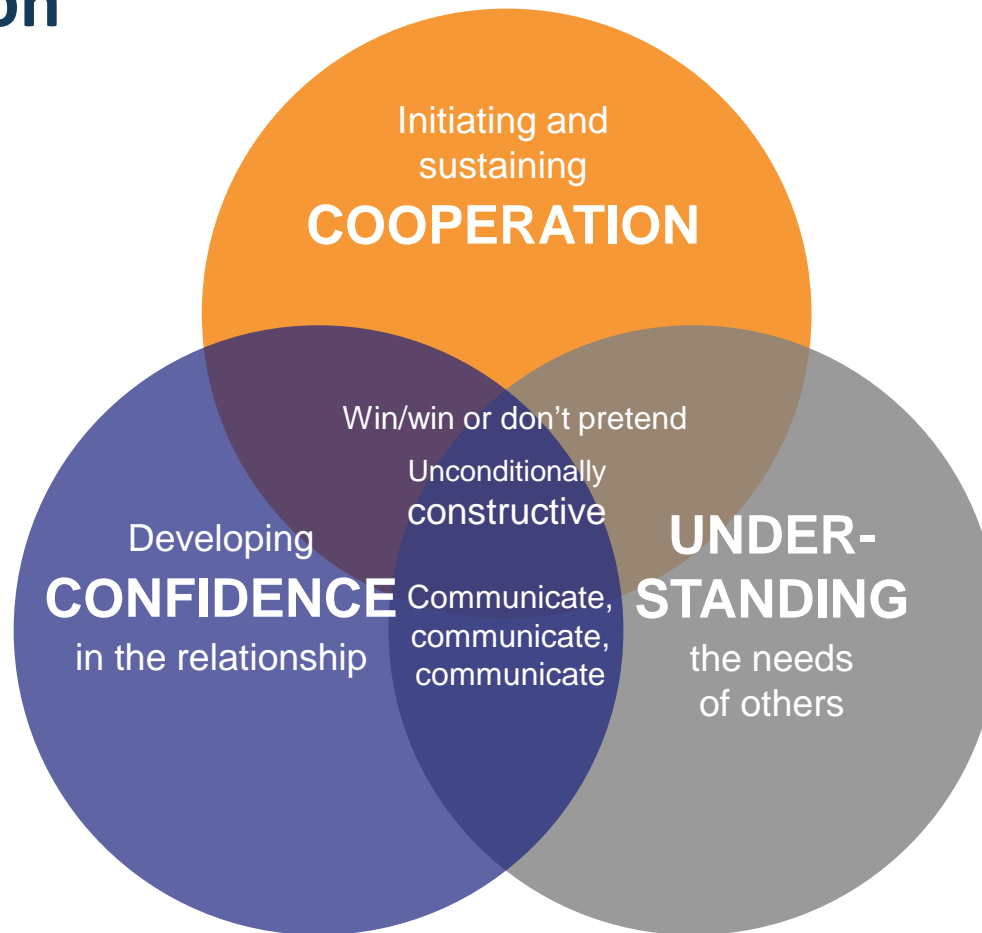 on
Initiating and
sustaining
COOPERATION
Win/win or don’t pretend
Unconditionally
constructive
Developing
CONFIDENCE
in the relationship
Communicate,
communicate,
communicate
UNDER-
STANDING
the needs
of others